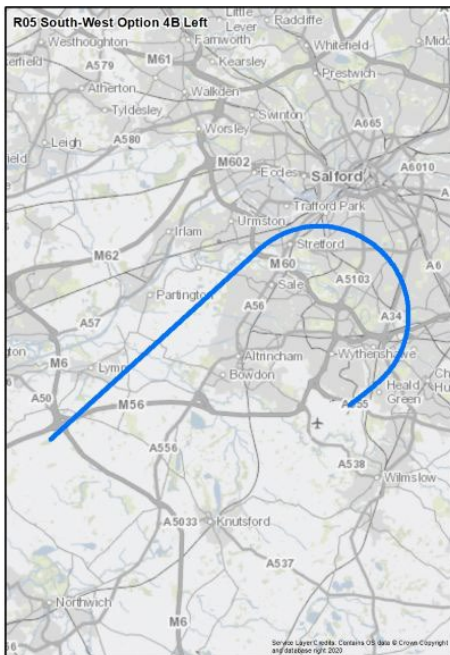 R05 South-West Option 4B Left
Little
Lever
Radcliffe
Westhoughton
Farnworth
Whitefield
M61
Kearsley
A579
Prestwich
Atherton
Walkden
Tyldesley
Swinton
A665
Worsley
A580
Leigh
M602
Eccles
Salford
A6010
Trafford Park
Urmston
Irlam
Stretford
M62
M60
A5103
A6
Sale
Partington
A56
A34
A57
Altrincham
Wythenshawe
M6
Lymm
Bowdon
Heald
Green
A50
M56
A555
A556
A538
Wilmslow
A5033
Knutsford
A537
Northwich
M6
Service Layer Credits: Contains OS data © Crown Copyright
and database right 2020